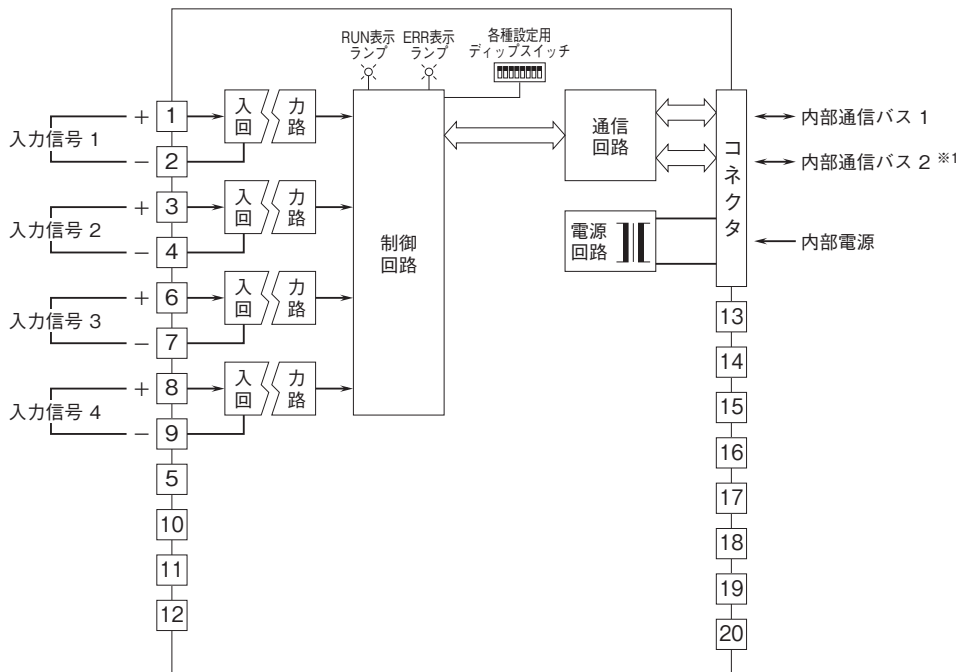 RUN表示
ランプ
ERR表示
ランプ
各種設定用
ディップスイッチ
入力信号 1
+
1
−
2
入 力
回 路
入力信号 2
+
3
−
4
入 力
回 路
入力信号 3
+
6
−
7
入 力
回 路
入力信号 4
+
8
−
9
入 力
回 路
5
10
11
12
制御
回路
通信
回路
電源
回路
コネクタ
内部通信バス 1
内部通信バス 2 ※1
内部電源
13
14
15
16
17
18
19
20